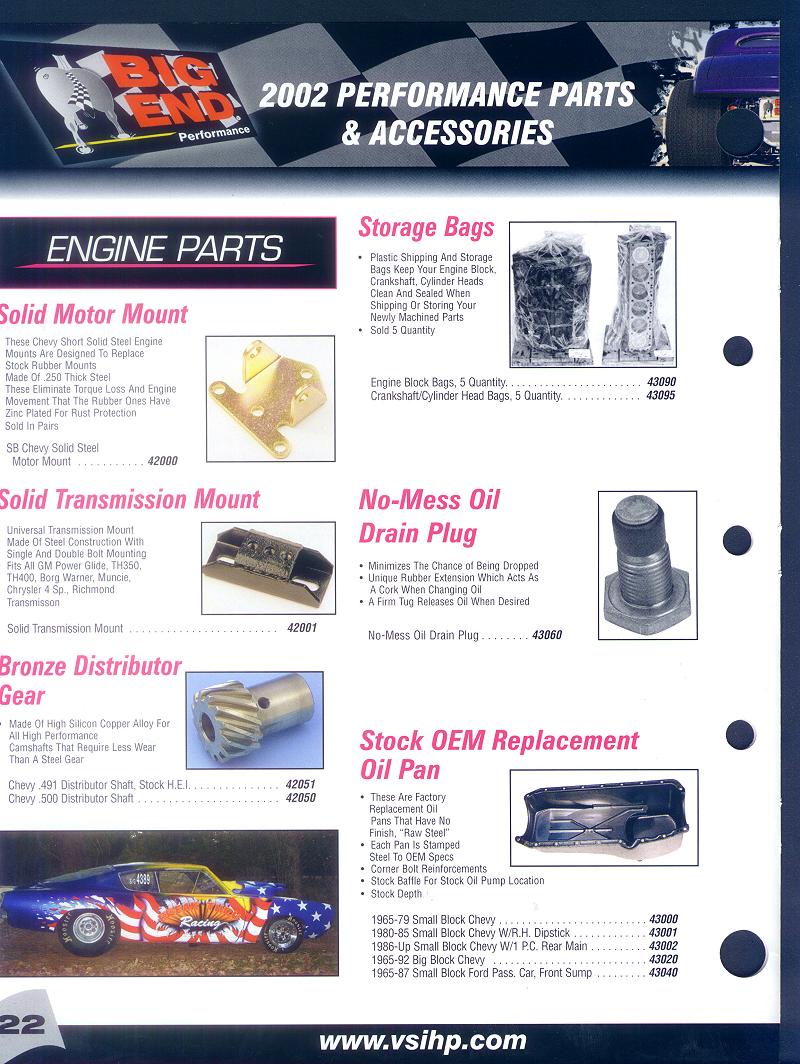 BIG
END
Performance
2002 PERFORMANCE PARTS
& ACCESSORIES
ENGINE PARTS
Solid Motor Mount
These Chevy Short Solid Steel Engine
Mounts Are Designed To Replace
Stock Rubber Mounts
Made Of .250 Thick Steel
These Eliminate Torque Loss And Engine
Movement That The Rubber Ones Have
Zinc Plated For Rust Protection
Sold In Pairs
SB Chevy Solid Steel
Motor Mount . . . . . . . . . . . 42000
Solid Transmission Mount
Universal Transmission Mount
Made Of Steel Construction With
Single And Double Bolt Mounting
Fits All GM Power Glide, TH350,
TH400, Borg Warner, Muncie,
Chrysler 4 Sp., Richmond
Transmisson
Solid Transmission Mount . . . . . . . . . . . . . . . . . . . . . . . . 42001
Bronze Distributor
Gear
• Made Of High Silicon Copper Alloy For
All High Performance
Camshafts That Require Less Wear
Than A Steel Gear
Chevy .491 Distributor Shaft, Stock H.E.I. . . . . . . . . . . . . . . . 42051
Chevy .500 Distributor Shaft . . . . . . . . . . . . . . . . . . . . . . . 42050
4389
Hoosier
Hoosier
Racing
Storage Bags
• Plastic Shipping And Storage
Bags Keep Your Engine Block,
Crankshaft, Cylinder Heads
Clean And Sealed When
Shipping Or Storing Your
Newly Machined Parts
• Sold 5 Quantity
Engine Block Bags, 5 Quantity. . . . . . . . . . . . . . . . . . . . . . . 43090
Crankshaft/Cylinder Head Bags, 5 Quantity. . . . . . . . . . . . . . 43095
No-Mess Oil
Drain Plug
• Minimizes The Chance of Being Dropped
• Unique Rubber Extension Which Acts As
A Cork When Changing Oil
• A Firm Tug Releases Oil When Desired
No-Mess Oil Drain Plug . . . . . . . . 43060
Stock OEM Replacement
Oil Pan
• These Are Factory
Replacement Oil
Pans That Have No
Finish, “Raw Steel”
• Each Pan Is Stamped
Steel To OEM Specs
• Corner Bolt Reinforcements
• Stock Baffle For Stock Oil Pump Location
• Stock Depth
1965-79 Small Block Chevy . . . . . . . . . . . . . . . . . . . . . . . . 43000
1980-85 Small Block Chevy W/R.H. Dipstick . . . . . . . . . . . . 43001
1986-Up Small Block Chevy W/1 P.C. Rear Main . . . . . . . . . . 43002
1965-92 Big Block Chevy . . . . . . . . . . . . . . . . . . . . . . . . . 43020
1965-87 Small Block Ford Pass. Car, Front Sump . . . . . . . . . 43040
22
www.vsihp.com